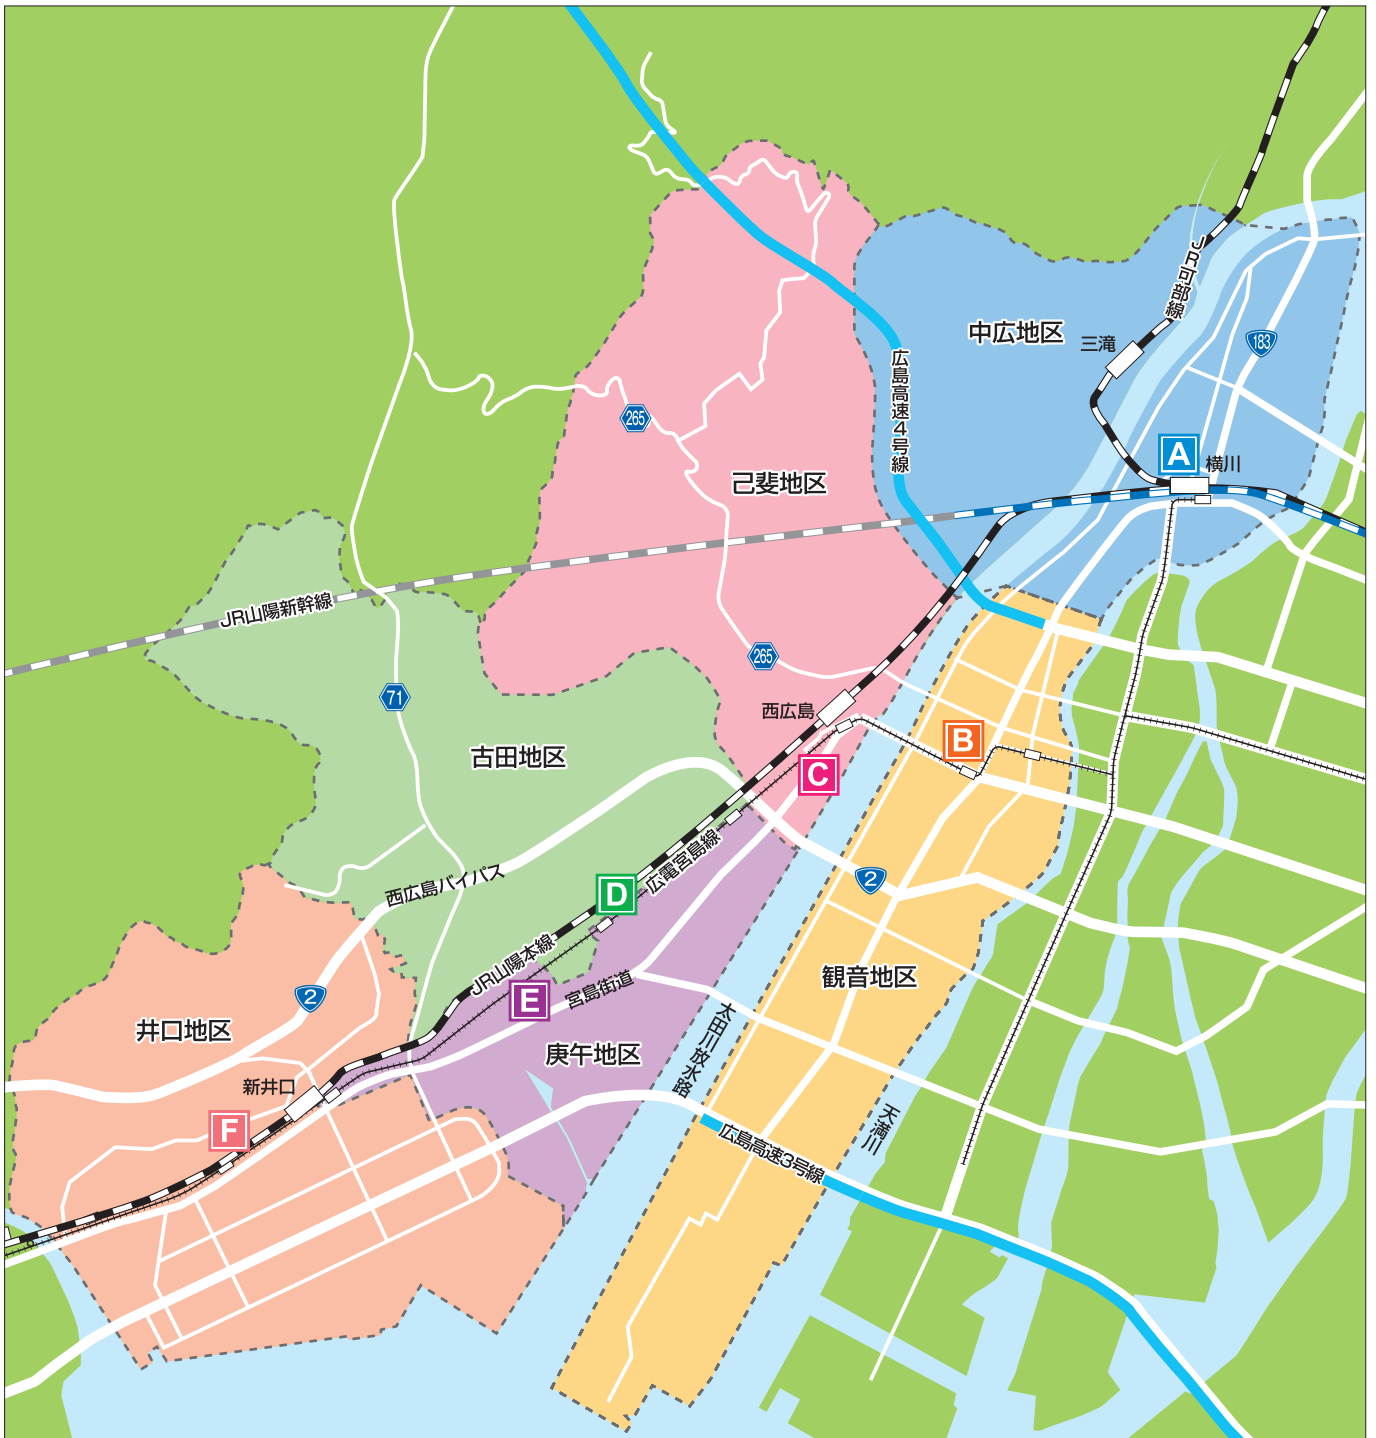 JR可部線
中広地区
三滝
183
広島高速4号線
265
A
横川
己斐地区
JR山陽新幹線
265
71
西広島
B
古田地区
C
広電宮島線
西広島バイパス
2
D
JR山陽本線
観音地区
2
E
宮島街道
井口地区
太田川放水路
庚午地区
新井口
天満川
F
広島高速3号線